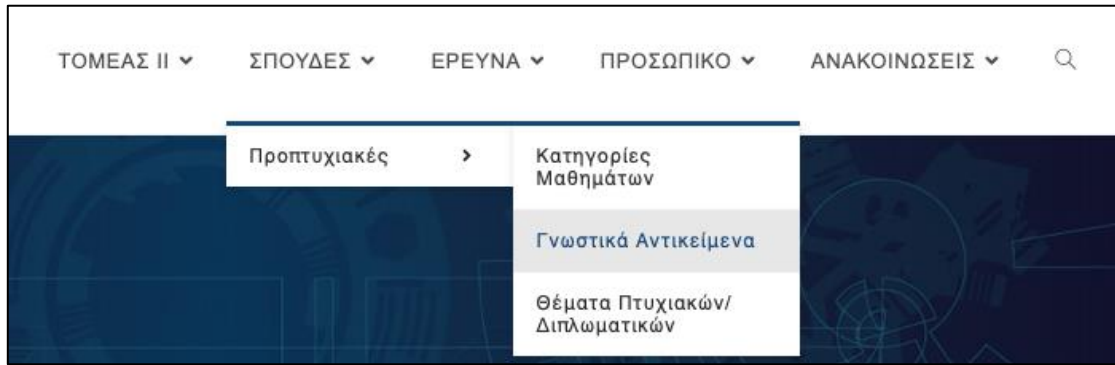 ΤΟΜΕΑΣ ΙΙ ΣΠΟΥΔΕΣ ΕΡΕΥΝΑ ΠΡΟΣΩΠΙΚΟ ΑΝΑΚΟΙΝΩΣΕΙΣ
Προπτυχιακές
Κατηγορίες
Μαθημάτων
Γνωστικά Αντικείμενα
Θέματα Πτυχιακών/
Διπλωματικών